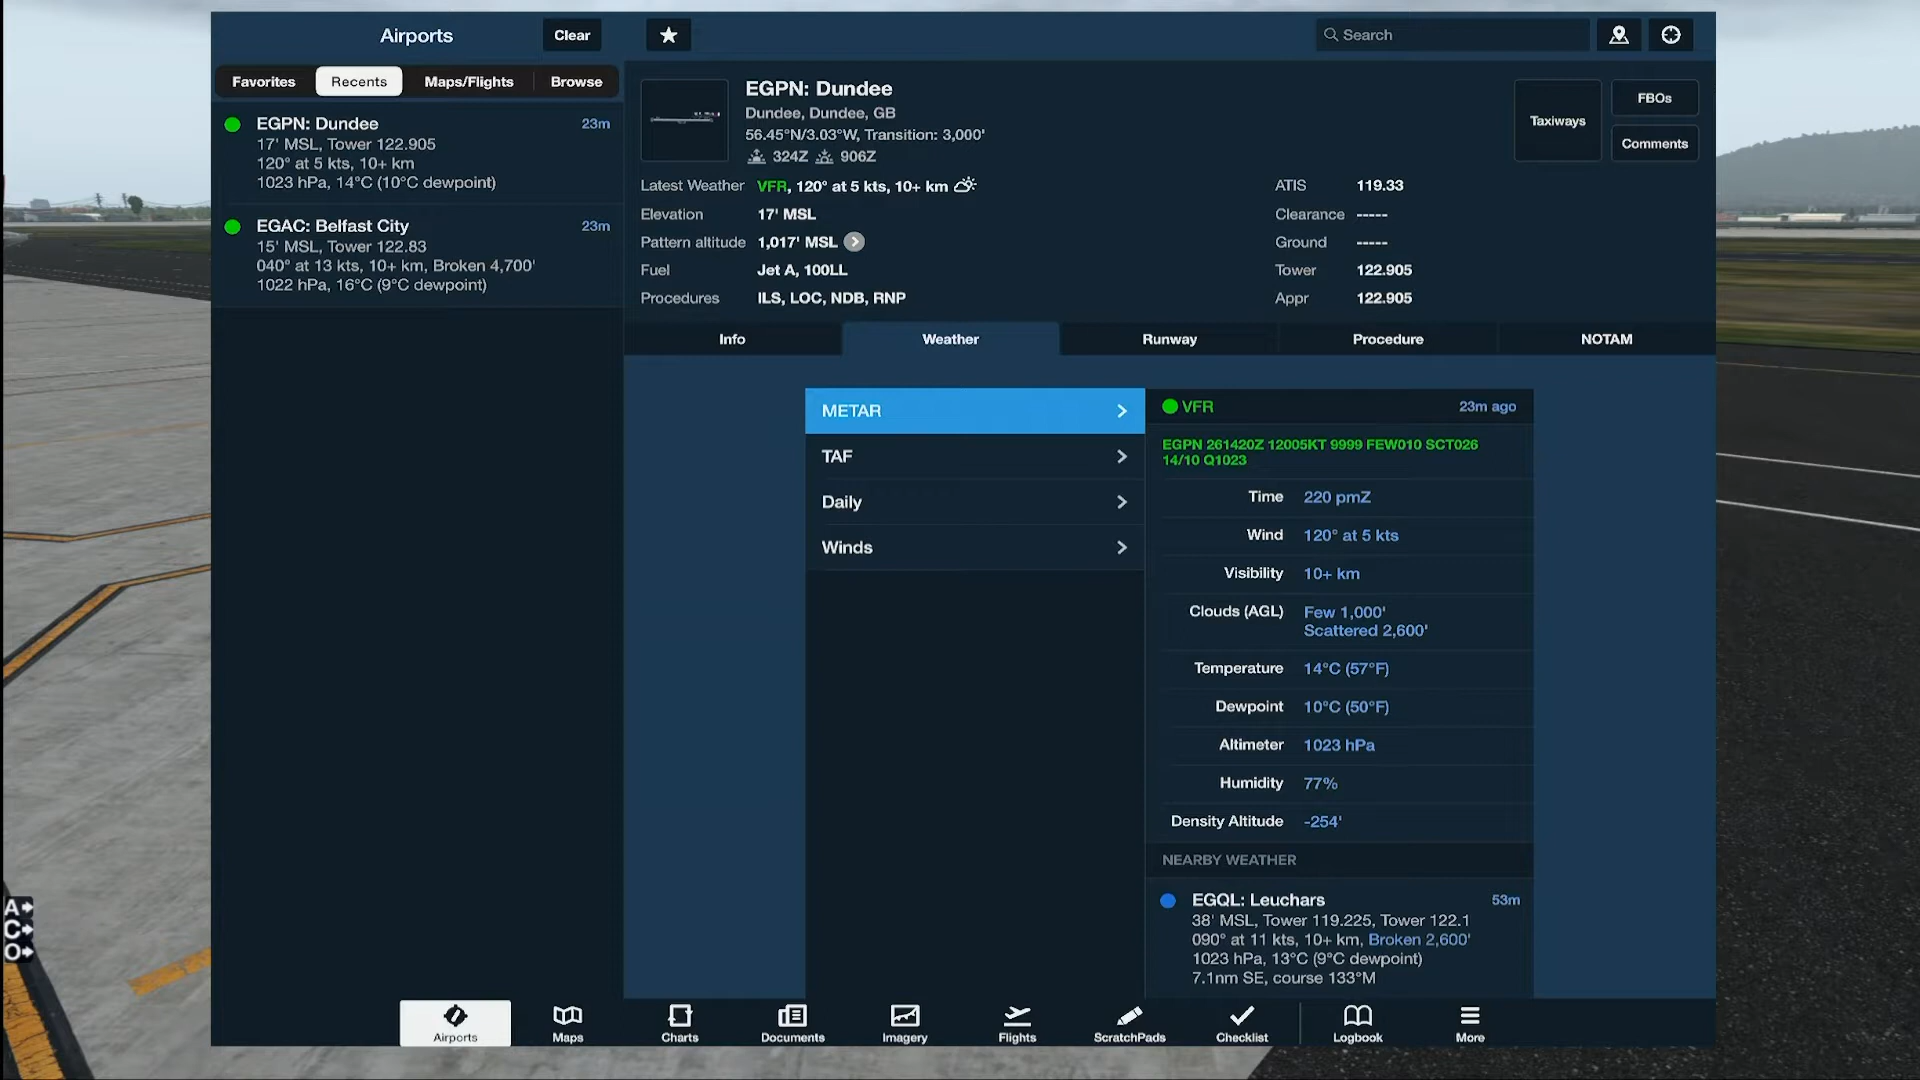 Airports
Clear
Search
Favorites
Recents
Maps/Flights
Browse
EGPN: Dundee
23m
17' MSL, Tower 122.905
120° at 5 kts, 10+ km
1023 hPa, 14°C (10°C dewpoint)
EGAC: Belfast City
23m
15' MSL, Tower 122.83
040° at 13 kts, 10+ km, Broken 4,700'
1022 hPa, 16°C (9°C dewpoint)
EGPN: Dundee
Dundee, Dundee, GB
56.45°N/3.03°W, Transition: 3,000'
324Z 906Z
Taxiways
FBOs
Comments
Latest Weather VFR, 120° at 5 kts, 10+ km
Elevation 17' MSL
Pattern altitude 1,017' MSL
Fuel Jet A, 100LL
Procedures ILS, LOC, NDB, RNP
ATIS 119.33
Clearance -----
Ground -----
Tower 122.905
Appr 122.905
Info
Weather
Runway
Procedure
NOTAM
METAR
TAF
Daily
Winds
VFR
23m ago
EGPN 261420Z 12005KT 9999 FEW010 SCT026
14/10 Q1023
Time 220 pmZ
Wind 120° at 5 kts
Visibility 10+ km
Clouds (AGL) Few 1,000'
Scattered 2,600'
Temperature 14°C (57°F)
Dewpoint 10°C (50°F)
Altimeter 1023 hPa
Humidity 77%
Density Altitude -254'
NEARBY WEATHER
EGQL: Leuchars
53m
38' MSL, Tower 119.225, Tower 122.1
090° at 11 kts, 10+ km, Broken 2,600'
1023 hPa, 13°C (9°C dewpoint)
7.1nm SE, course 133°M
A
C
O
Airports
Maps
Charts
Documents
Imagery
Flights
ScratchPads
Checklist
Logbook
More